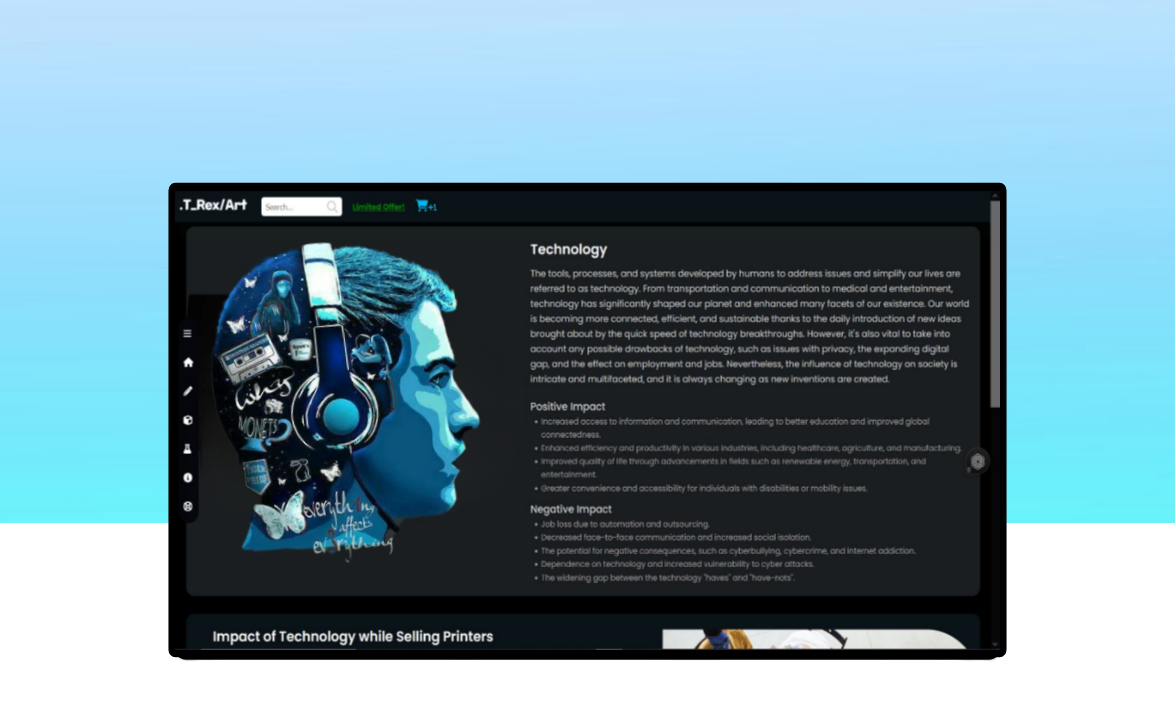 .T_Rex/Art
Search...
Limited Offer!
+1
Technology
The tools, processes, and systems developed by humans to address issues and simplify our lives are
referred to as technology. From transportation and communication to medical and entertainment,
technology has significantly shaped our planet and enhanced many facets of our existence. Our world
is becoming more connected, efficient, and sustainable thanks to the daily introduction of new ideas
brought about by the quick speed of technology breakthroughs. However, it's also vital to take into
account any possible drawbacks of technology, such as issues with privacy, the expanding digital
gap, and the effect on employment and jobs. Nevertheless, the influence of technology on society is
intricate and multifaceted, and it is always changing as new inventions are created.
Positive Impact
• Increased access to information and communication, leading to better education and improved global
connectedness.
• Enhanced efficiency and productivity in various industries, including healthcare, agriculture, and manufacturing.
• Improved quality of life through advancements in fields such as renewable energy, transportation, and
entertainment.
• Greater convenience and accessibility for individuals with disabilities or mobility issues.
Negative Impact
• Job loss due to automation and outsourcing.
• Decreased face-to-face communication and increased social isolation.
• The potential for negative consequences, such as cyberbullying, cybercrime, and internet addiction.
• Dependence on technology and increased vulnerability to cyber attacks.
• The widening gap between the technology "haves" and "have-nots".
MONETS
everything
affects
everything
Impact of Technology while Selling Printers